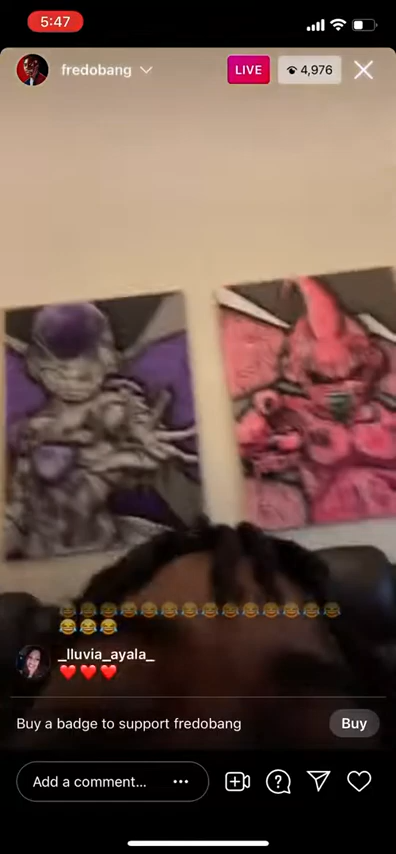 5:47
fredobang
LIVE
4,976
_lluvia_ayala_
Buy a badge to support fredobang
Buy
Add a comment...